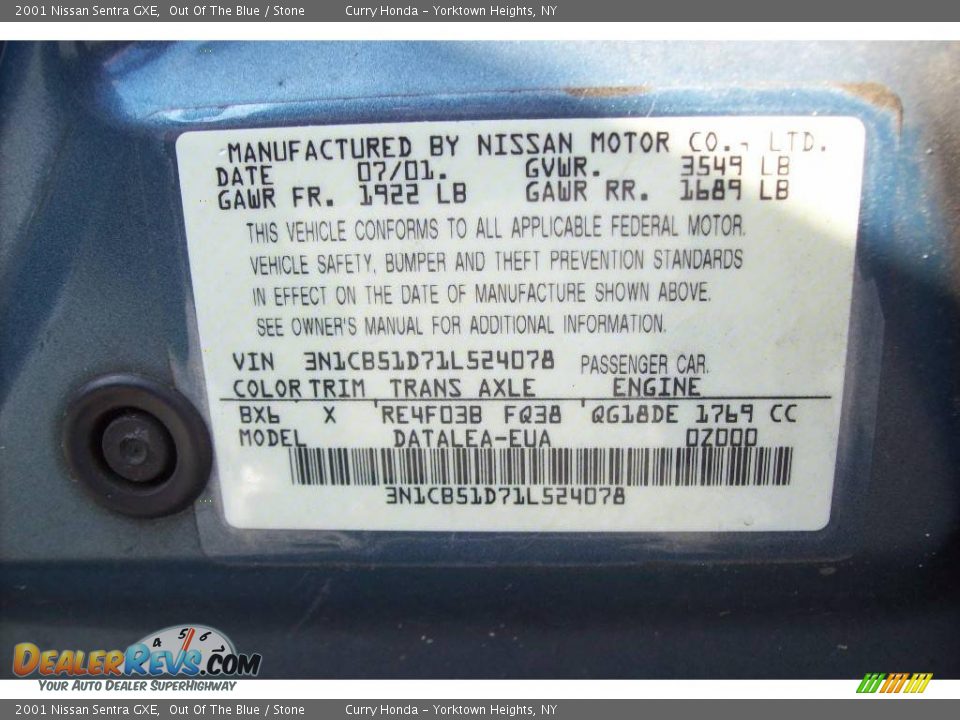 2001 Nissan Sentra GXE, Out Of The Blue / Stone Curry Honda - Yorktown Heights, NY
MANUFACTURED BY NISSAN MOTOR CO., LTD.
DATE 07/01. GVWR. 3549 LB
GAWR FR. 1922 LB GAWR RR. 1689 LB
THIS VEHICLE CONFORMS TO ALL APPLICABLE FEDERAL MOTOR.
VEHICLE SAFETY, BUMPER AND THEFT PREVENTION STANDARDS
IN EFFECT ON THE DATE OF MANUFACTURE SHOWN ABOVE.
SEE OWNER'S MANUAL FOR ADDITIONAL INFORMATION.
VIN 3N1CB51D71L524078 PASSENGER CAR.
COLOR TRIM TRANS AXLE ENGINE
BX6 X RE4F03B FQ38 QG18DE 1769 CC
MODEL DATALEA-EUA 0Z000
3N1CB51D71L524078
4 5 6
DEALERREVS.COM
YOUR AUTO DEALER SUPERHIGHWAY
2001 Nissan Sentra GXE, Out Of The Blue / Stone Curry Honda - Yorktown Heights, NY